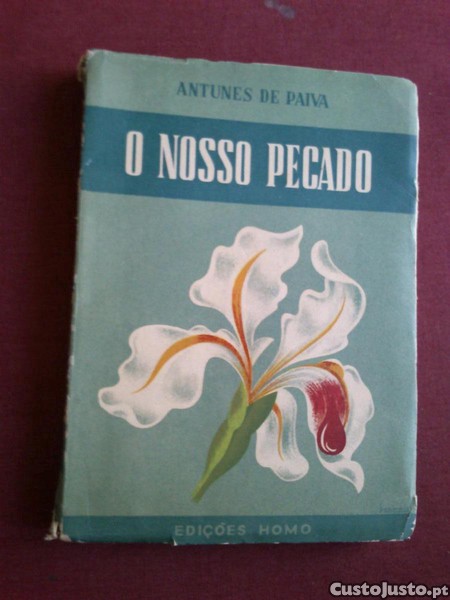 ANTUNES DE PAIVA
O NOSSO PECADO
EDIÇÕES HOMO
CustoJusto.pt